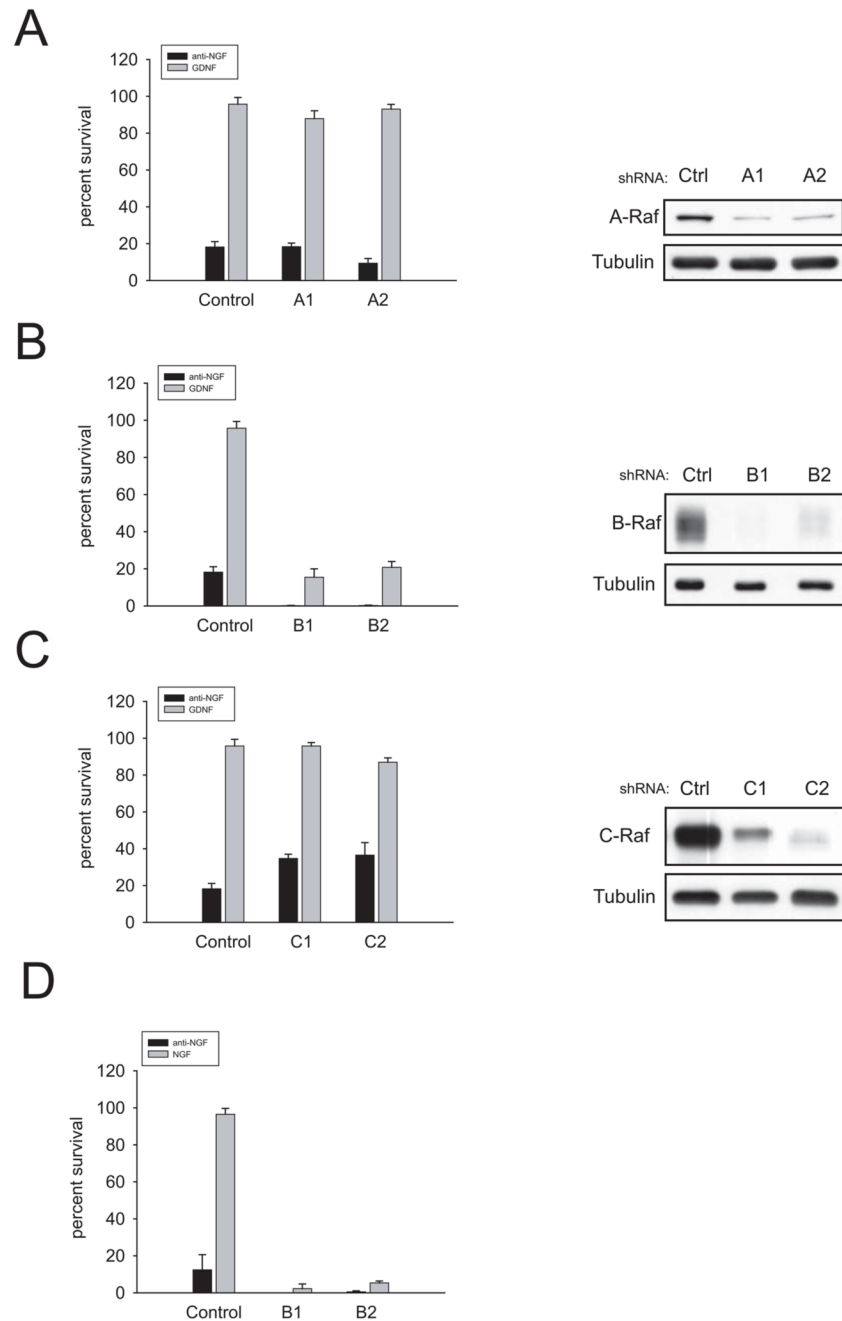 A
anti-NGF
GDNF
percent survival
120
100
80
60
40
20
0
Control A1 A2
shRNA: Ctrl A1 A2
A-Raf
Tubulin
B
anti-NGF
GDNF
percent survival
120
100
80
60
40
20
0
Control B1 B2
shRNA: Ctrl B1 B2
B-Raf
Tubulin
C
anti-NGF
GDNF
percent survival
120
100
80
60
40
20
0
Control C1 C2
shRNA: Ctrl C1 C2
C-Raf
Tubulin
D
anti-NGF
NGF
percent survival
120
100
80
60
40
20
0
Control B1 B2